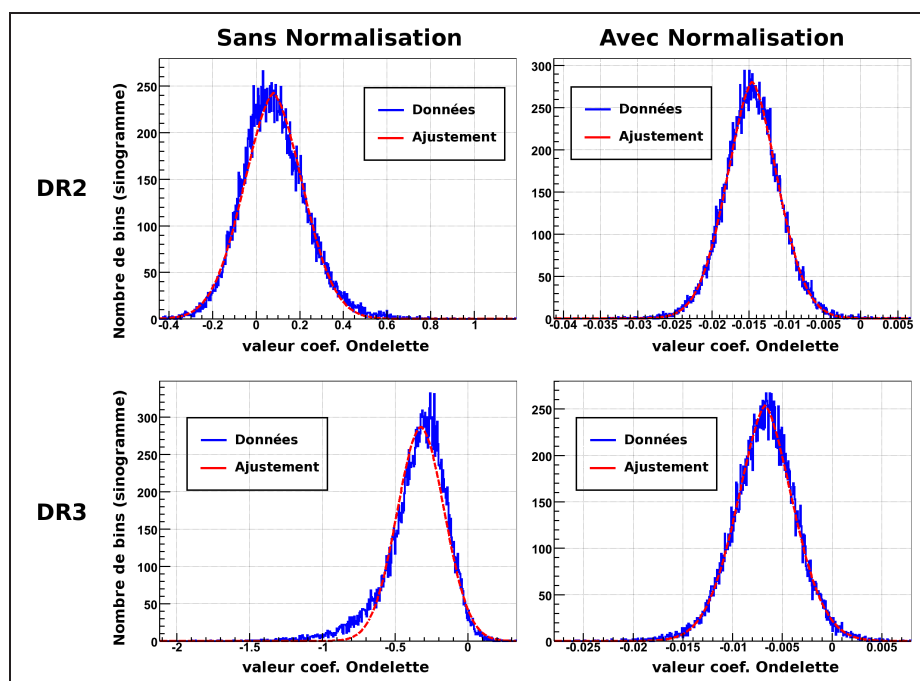 Sans Normalisation
Avec Normalisation
DR2
Nombre de bins (sinogramme)
250
200
150
100
50
0
-0.4 -0.2 0 0.2 0.4 0.6 0.8 1
valeur coef. Ondelette
Données
Ajustement
300
250
200
150
100
50
0
-0.04 -0.035 -0.03 -0.025 -0.02 -0.015 -0.01 -0.005 0 0.005
valeur coef. Ondelette
Données
Ajustement
DR3
Nombre de bins (sinogramme)
300
250
200
150
100
50
0
-2 -1.5 -1 -0.5 0
valeur coef. Ondelette
Données
Ajustement
250
200
150
100
50
0
-0.025 -0.02 -0.015 -0.01 -0.005 0 0.005
valeur coef. Ondelette
Données
Ajustement